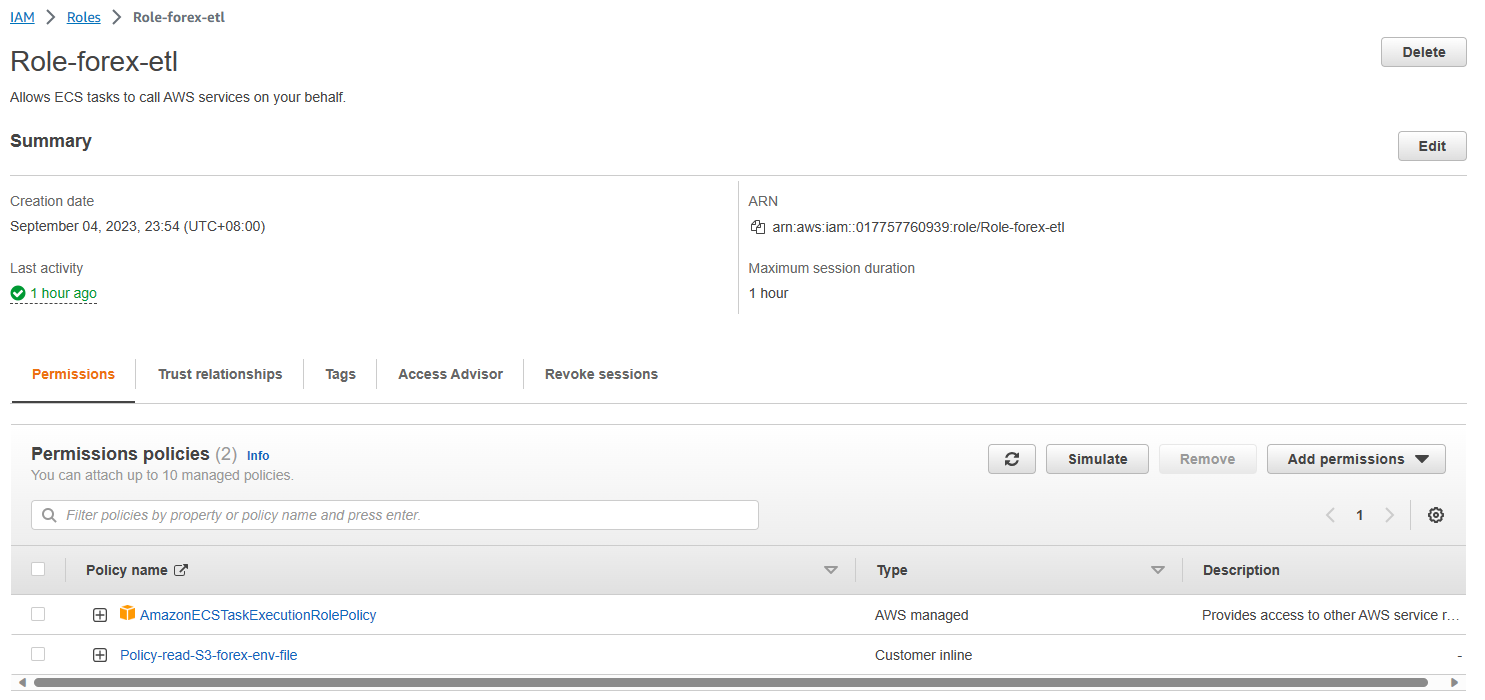 IAM > Roles > Role-forex-etl
Role-forex-etl
Delete
Allows ECS tasks to call AWS services on your behalf.
Summary
Edit
Creation date
September 04, 2023, 23:54 (UTC+08:00)
ARN
arn:aws:iam::017757760939:role/Role-forex-etl
Last activity
1 hour ago
Maximum session duration
1 hour
Permissions
Trust relationships
Tags
Access Advisor
Revoke sessions
Permissions policies (2) Info
You can attach up to 10 managed policies.
Simulate
Remove
Add permissions
Filter policies by property or policy name and press enter.
1
Policy name
Type
Description
AmazonECSTaskExecutionRolePolicy
AWS managed
Provides access to other AWS service r…
Policy-read-S3-forex-env-file
Customer inline
-